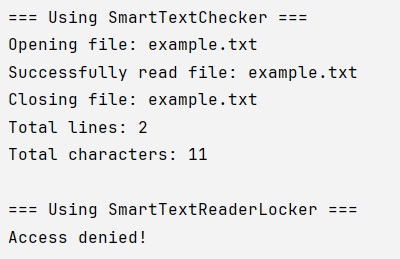 === Using SmartTextChecker ===
Opening file: example.txt
Successfully read file: example.txt
Closing file: example.txt
Total lines: 2
Total characters: 11
=== Using SmartTextReaderLocker ===
Access denied!